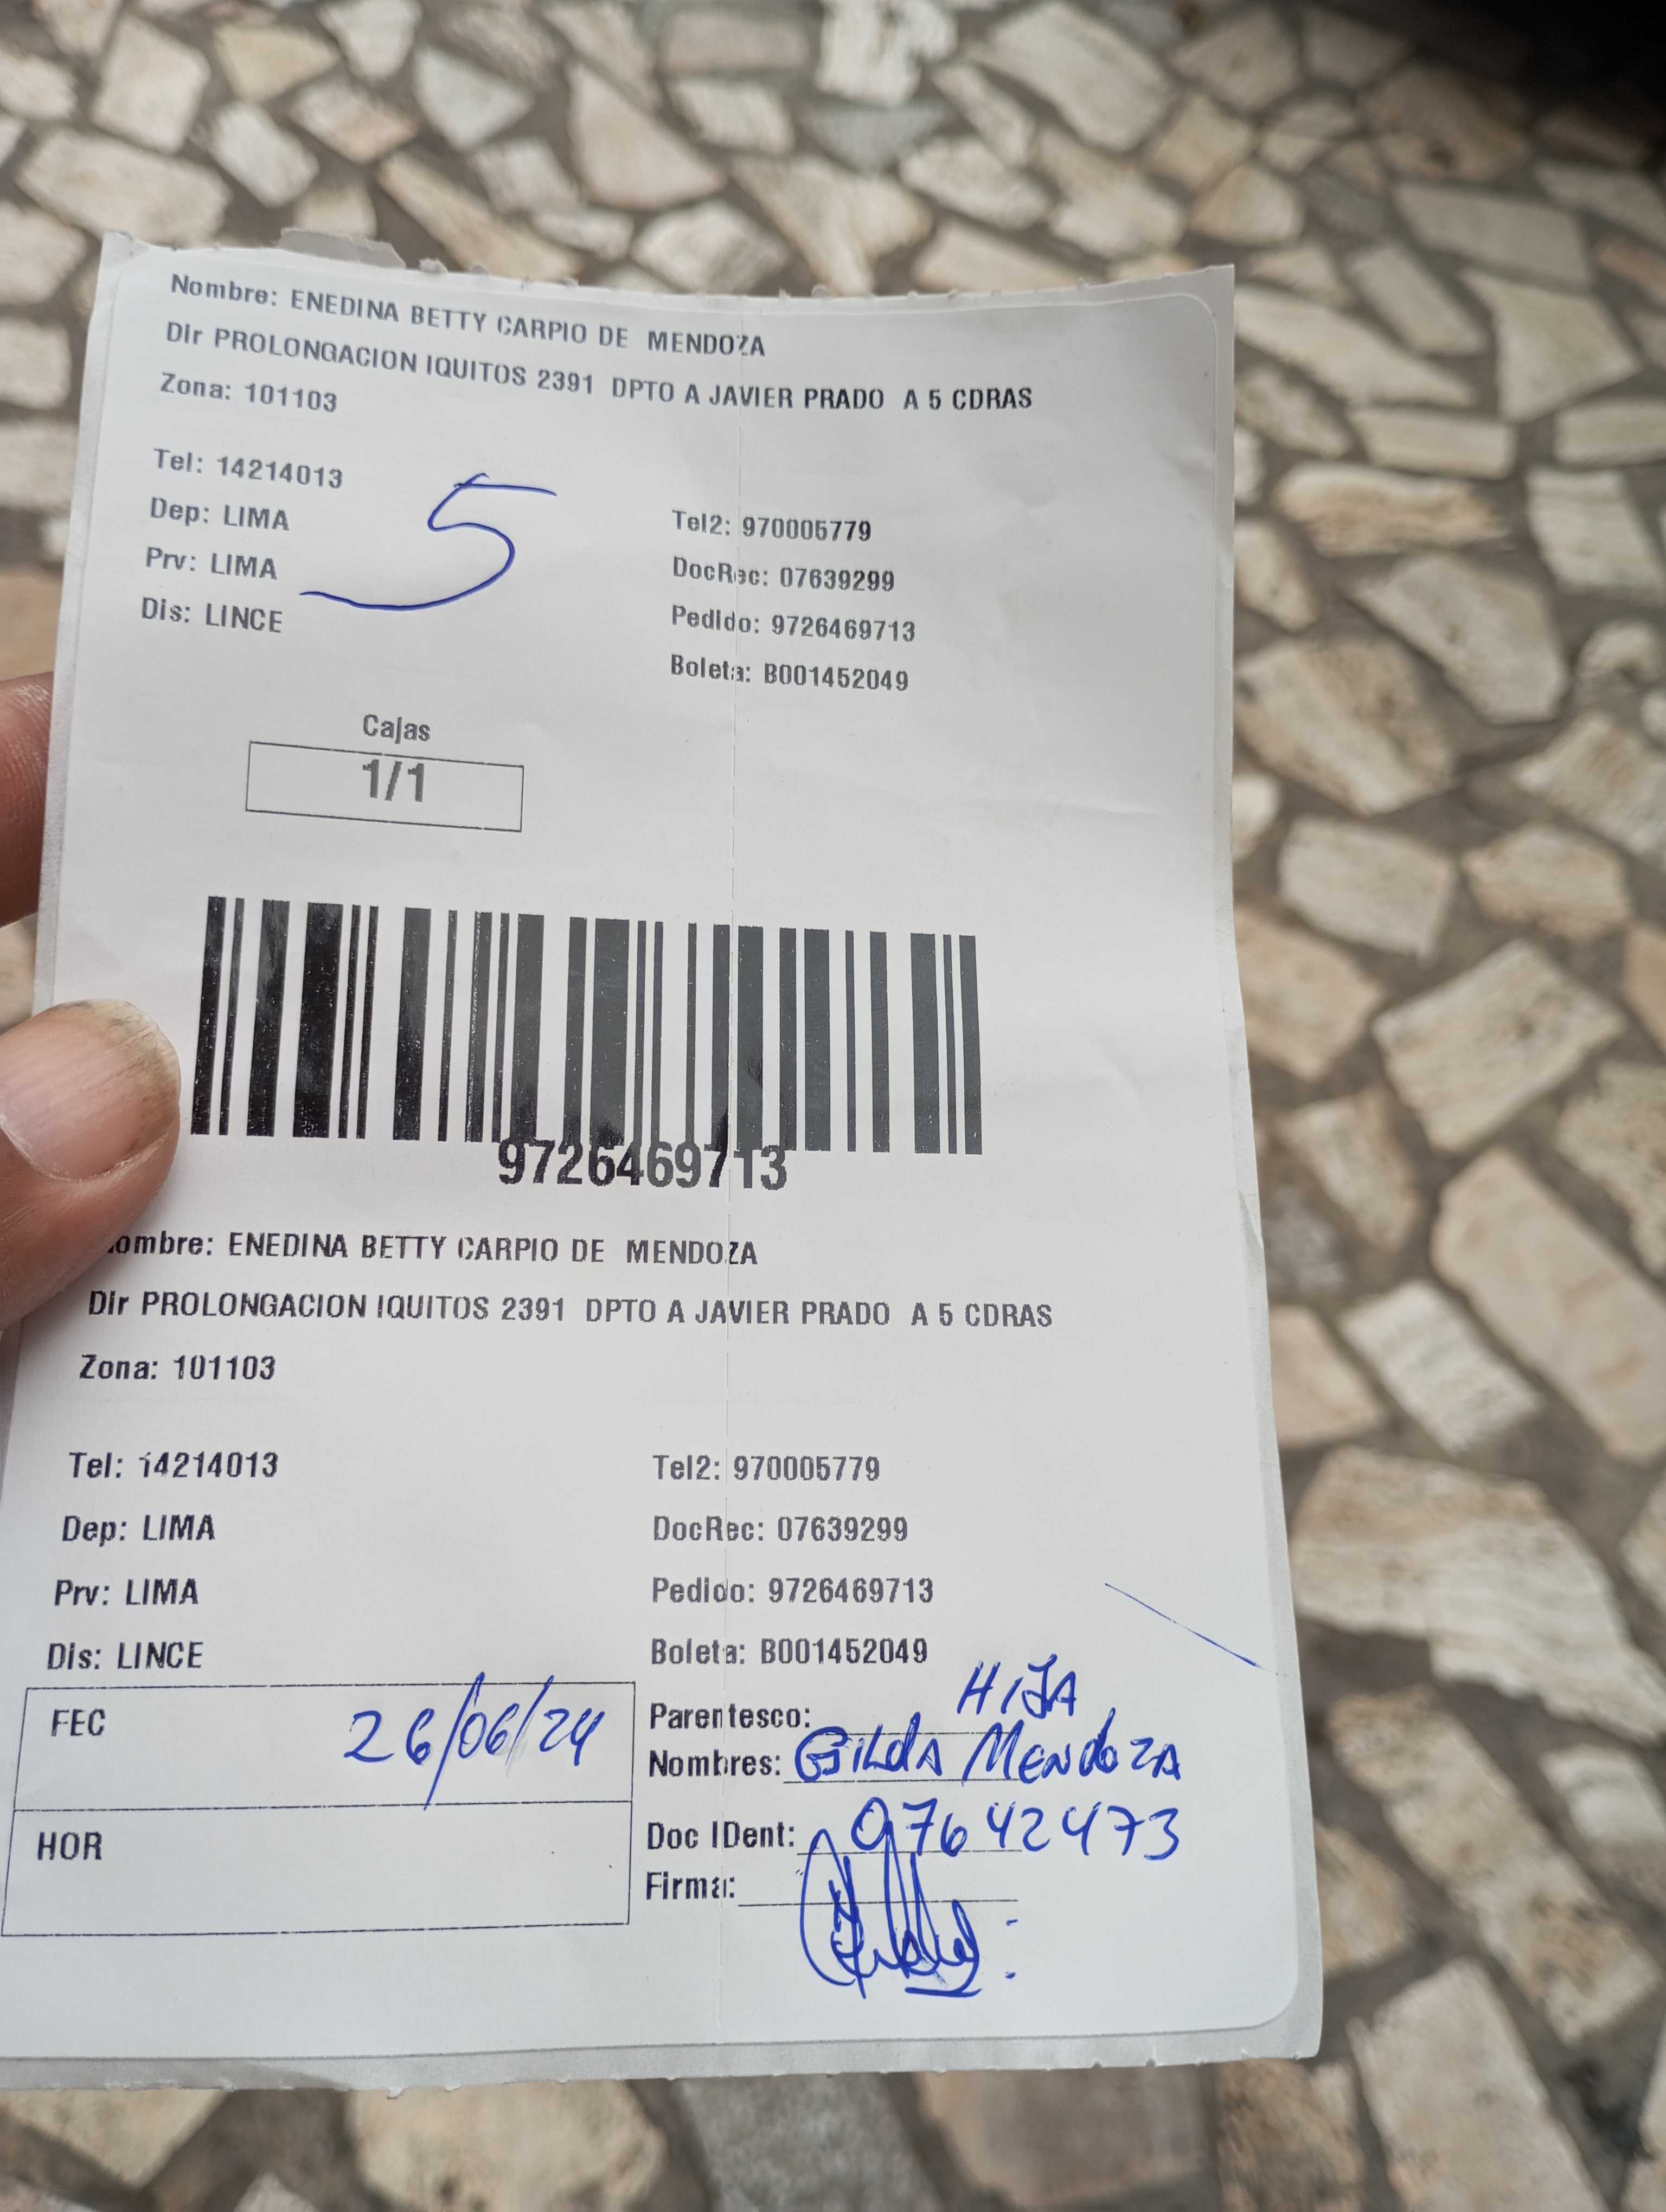 Nombre: ENEDINA BETTY CARPIO DE MENDOZA
Dir PROLONGACION IQUITOS 2391 DPTO A JAVIER PRADO A 5 CDRAS
Zona: 101103
Tel: 14214013
Dep: LIMA
Prv: LIMA
Dis: LINCE
5
Tel2: 970005779
DocRec: 07639299
Pedido: 9726469713
Boleta: B001452049
Cajas
1/1
9726469713
ombre: ENEDINA BETTY CARPIO DE MENDOZA
Dir PROLONGACION IQUITOS 2391 DPTO A JAVIER PRADO A 5 CDRAS
Zona: 101103
Tel: 14214013
Dep: LIMA
Prv: LIMA
Dis: LINCE
Tel2: 970005779
DocRec: 07639299
Pedido: 9726469713
Boleta: B001452049
FEC 26/06/24
HOR
Parentesco: HIJA
Nombres: GILdA MENdoZA
Doc IDent: 07642473
Firma: